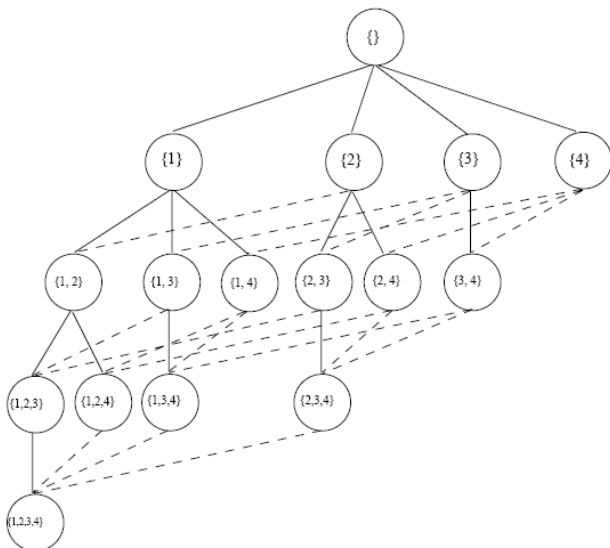 {}
{1} {2} {3} {4}
{1, 2} {1, 3} {1, 4} {2, 3} {2, 4} {3, 4}
{1,2,3} {1,2,4} {1,3,4} {2,3,4}
{1,2,3,4}